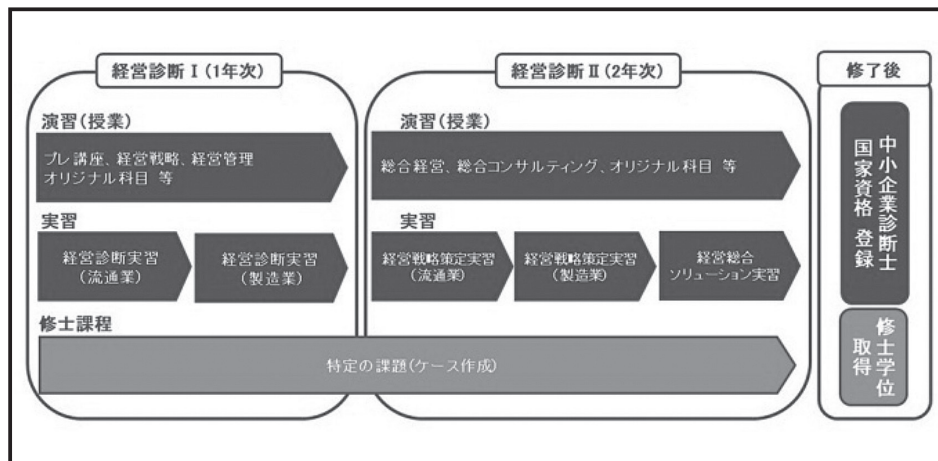 経営診断Ⅰ(1年次)
演習(授業)
プレ講座、経営戦略、経営管理
オリジナル科目 等
実習
経営診断実習
(流通業)
経営診断実習
(製造業)
修士課程
特定の課題(ケース作成)
経営診断Ⅱ(2年次)
演習(授業)
総合経営、総合コンサルティング、オリジナル科目 等
実習
経営戦略策定実習
(流通業)
経営戦略策定実習
(製造業)
経営総合
ソリューション実習
修了後
中小企業診断士
国家資格 登録
修士学位
取得